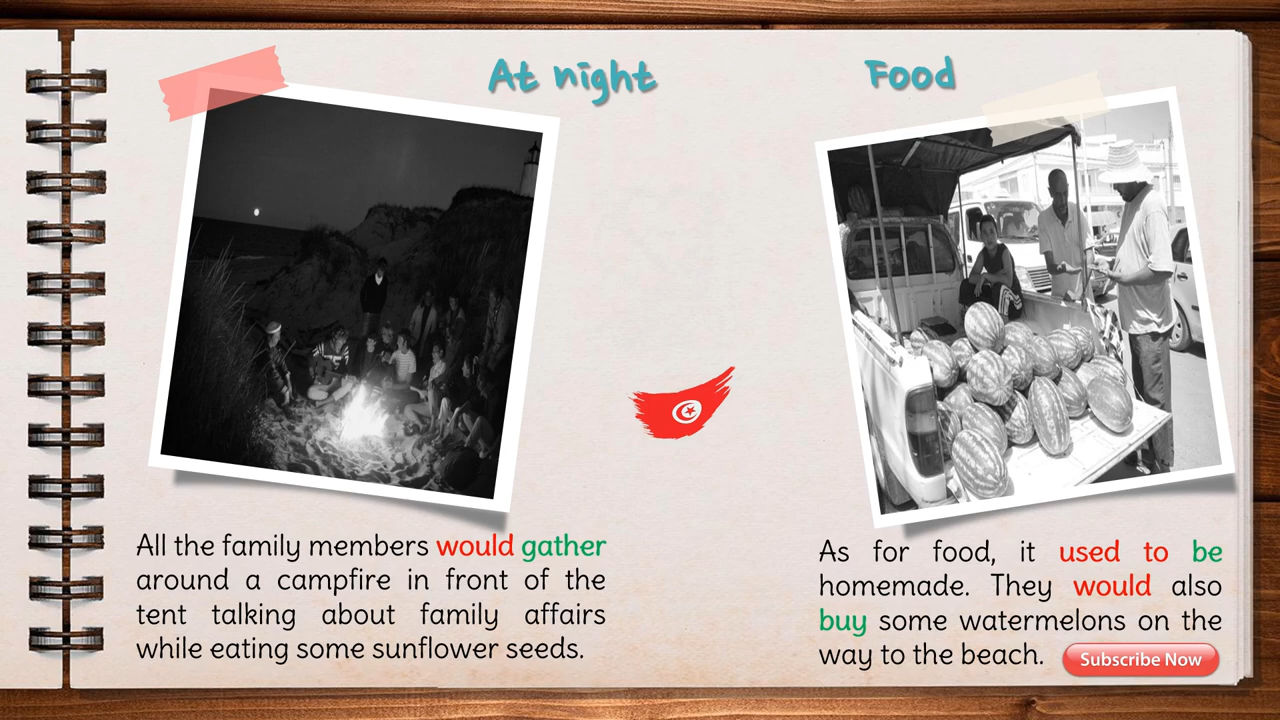 At night
All the family members would gather
around a campfire in front of the
tent talking about family affairs
while eating some sunflower seeds.
Food
As for food, it used to be
homemade. They would also
buy some watermelons on the
way to the beach.
Subscribe Now